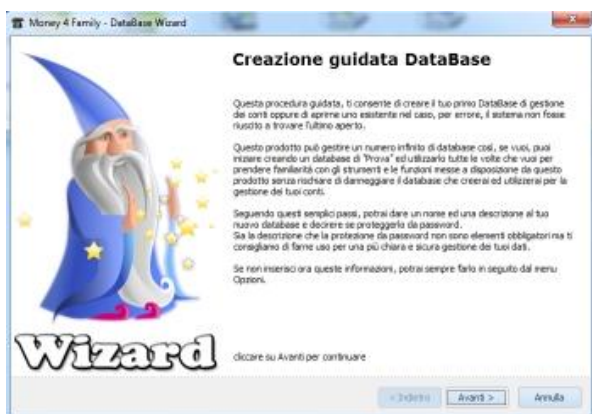 Money 4 Family - DataBase Wizard
Creazione guidata DataBase
Questa procedura guidata, ti consente di creare il tuo primo DataBase di gestione
dei conti oppure di aprirne uno esistente nel caso, per errore, il sistema non fosse
riuscito a trovare l'ultimo aperto.
Questo prodotto può gestire un numero infinito di database così, se vuoi, puoi
iniziare creando un database di "Prova" ed utilizzarlo tutte le volte che vuoi per
prendere familiarità con gli strumenti e le funzioni messe a disposizione da questo
prodotto senza rischiare di danneggiare il database che creerai ed utilizzerai per la
gestione dei tuoi conti.
Seguendo questi semplici passi, potrai dare un nome ed una descrizione al tuo
nuovo database e decirere se proteggerlo da password.
Sia la descrizione che la protezione da password non sono elementi obbligatori ma ti
consigliamo di farne uso per una più chiara e sicura gestione dei tuoi dati.
Se non inserisci ora queste informazioni, potrai sempre farlo in seguito dal menu
Opzioni.
Wizard
cliccare su Avanti per continuare
< Indietro Avanti > Annulla